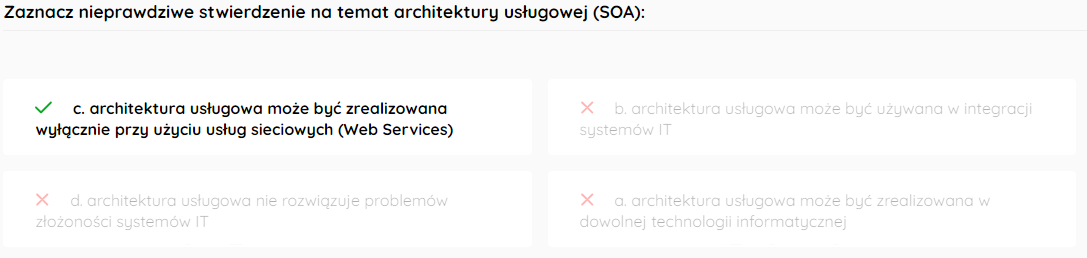 Zaznacz nieprawdziwe stwierdzenie na temat architektury usługowej (SOA):
c. architektura usługowa może być zrealizowana
wyłącznie przy użyciu usług sieciowych (Web Services)
b. architektura usługowa może być używana w integracji
systemów IT
d. architektura usługowa nie rozwiązuje problemów
złożoności systemów IT
a. architektura usługowa może być zrealizowana w
dowolnej technologii informatycznej